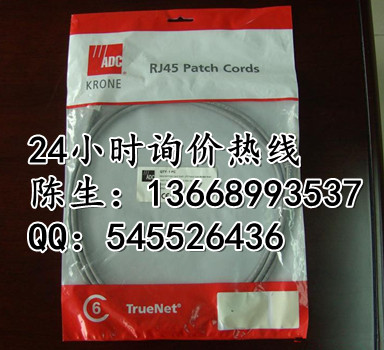 ADC
KRONE
RJ45 Patch Cords
24小时询价热线
ADC
陈生：13668993537
QQ：545526436
6
TrueNet®